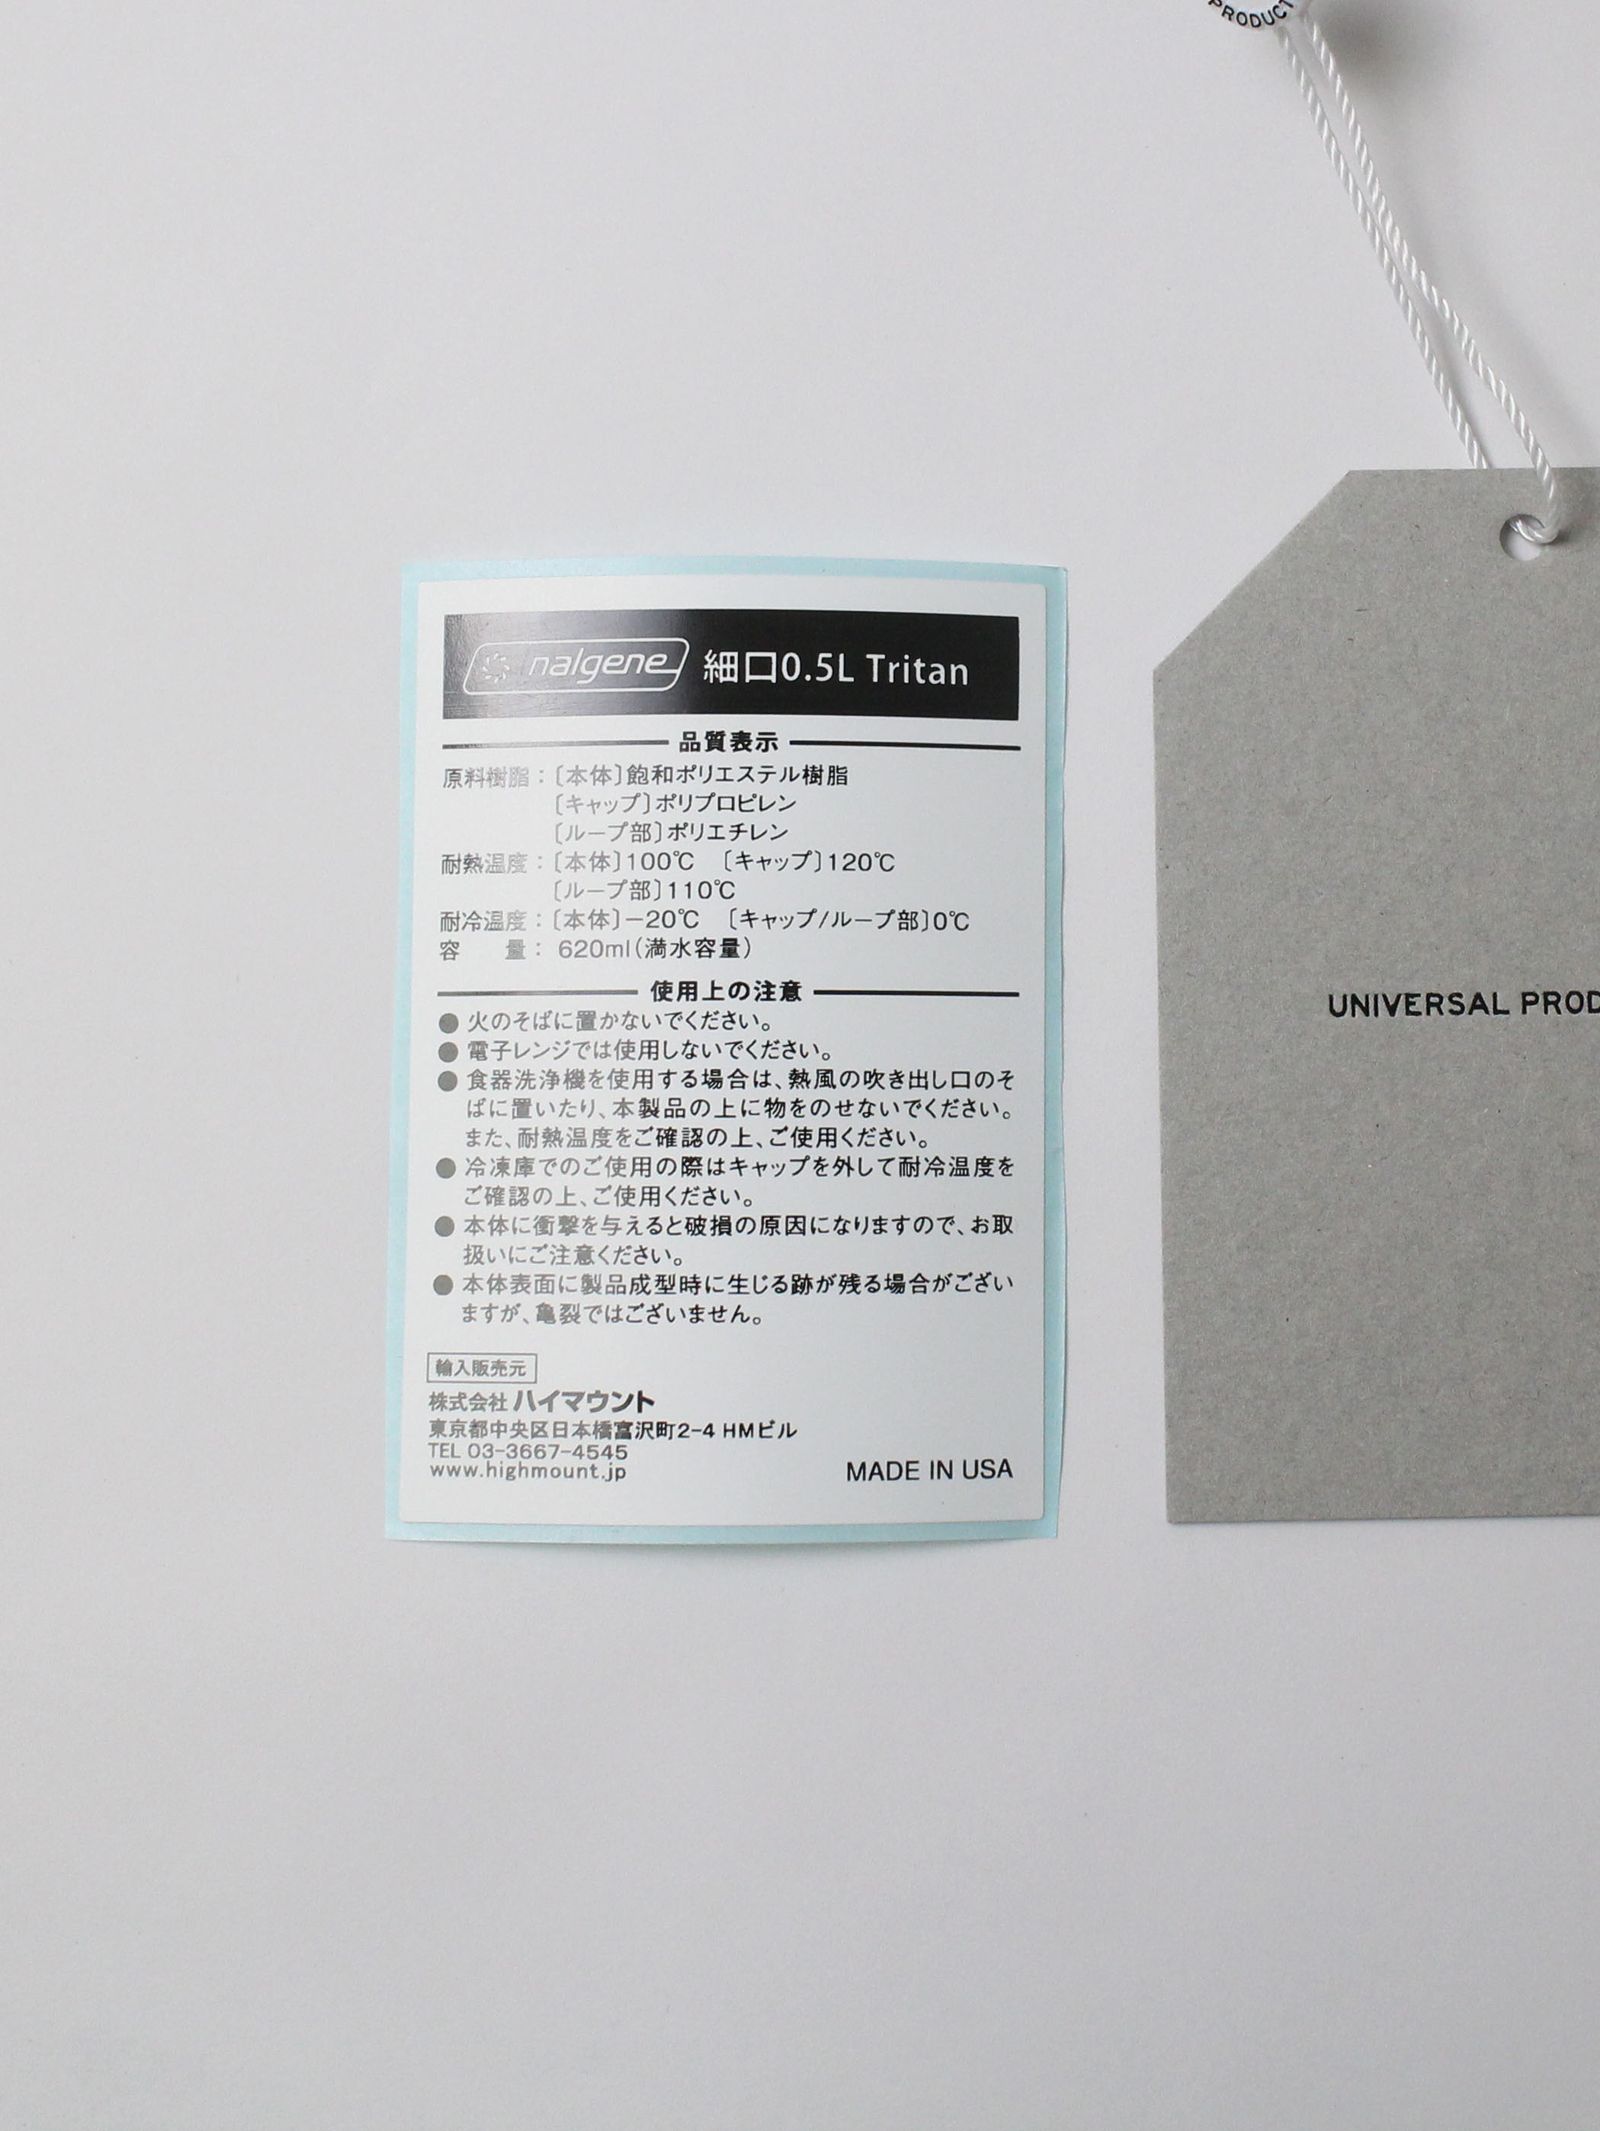 PRODUCT
nalgene 細口0.5L Tritan
品質表示
原料樹脂：〔本体〕飽和ポリエステル樹脂
〔キャップ〕ポリプロピレン
〔ループ部〕ポリエチレン
耐熱温度：〔本体〕100℃ 〔キャップ〕120℃
〔ループ部〕110℃
耐冷温度：〔本体〕－20℃ 〔キャップ/ループ部〕0℃
容　量： 620ml（満水容量）
使用上の注意
● 火のそばに置かないでください。
● 電子レンジでは使用しないでください。
● 食器洗浄機を使用する場合は、熱風の吹き出し口のそ
ばに置いたり、本製品の上に物をのせないでください。
また、耐熱温度をご確認の上、ご使用ください。
● 冷凍庫でのご使用の際はキャップを外して耐冷温度を
ご確認の上、ご使用ください。
● 本体に衝撃を与えると破損の原因になりますので、お取
扱いにご注意ください。
● 本体表面に製品成型時に生じる跡が残る場合がござい
ますが、亀裂ではございません。
輸入販売元
株式会社 ハイマウント
東京都中央区日本橋富沢町2-4 HMビル
TEL 03-3667-4545
www.highmount.jp
MADE IN USA
UNIVERSAL PROD